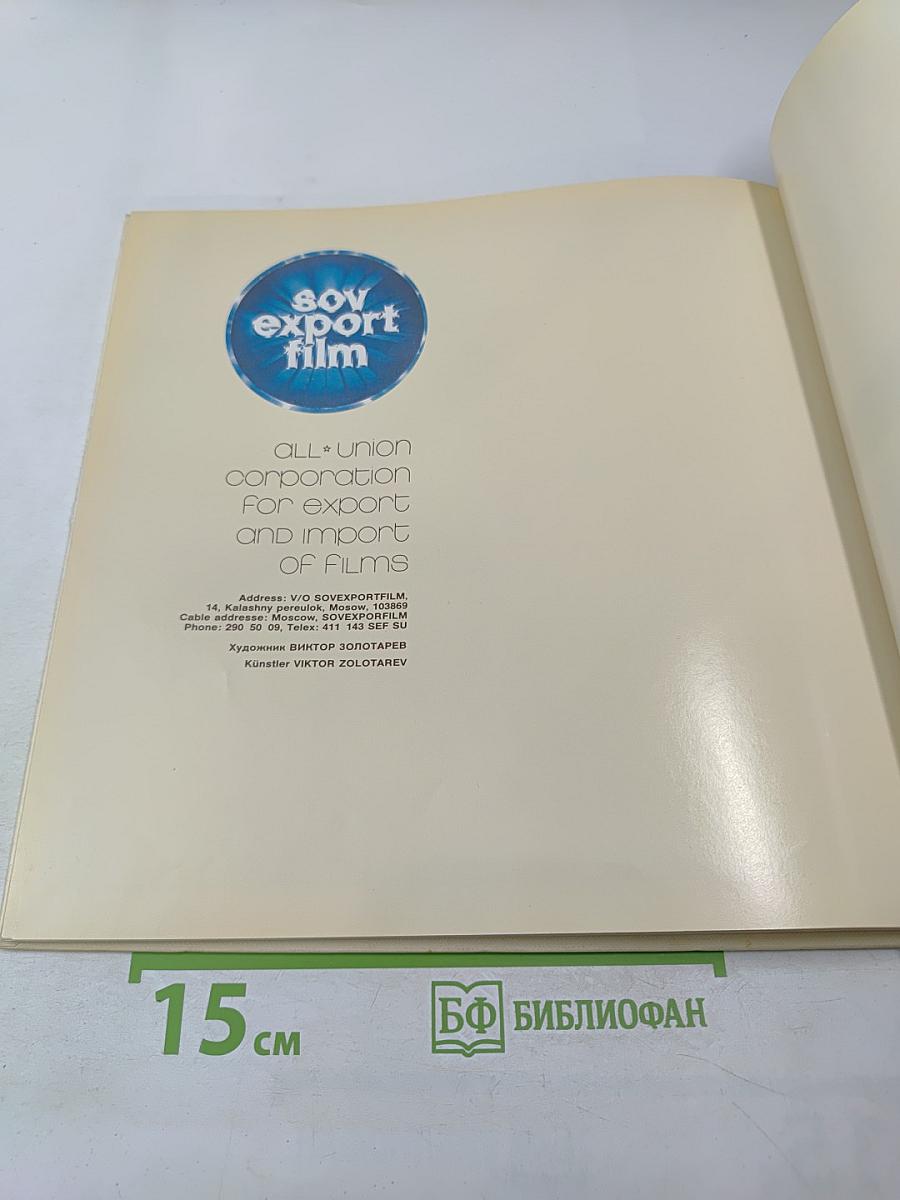 sov
export
film
ALL☆UNION
corporation
for export
and import
of films
Address: V/O SOVEXPORTFILM,
14, Kalashny pereulok, Mosow, 103869
Cable addresse: Moscow, SOVEXPORFILM
Phone: 290 50 09, Telex: 411 143 SEF SU
Художник ВИКТОР ЗОЛОТАРЕВ
Künstler VIKTOR ZOLOTAREV
15 см
БФ БИБЛИОФАН